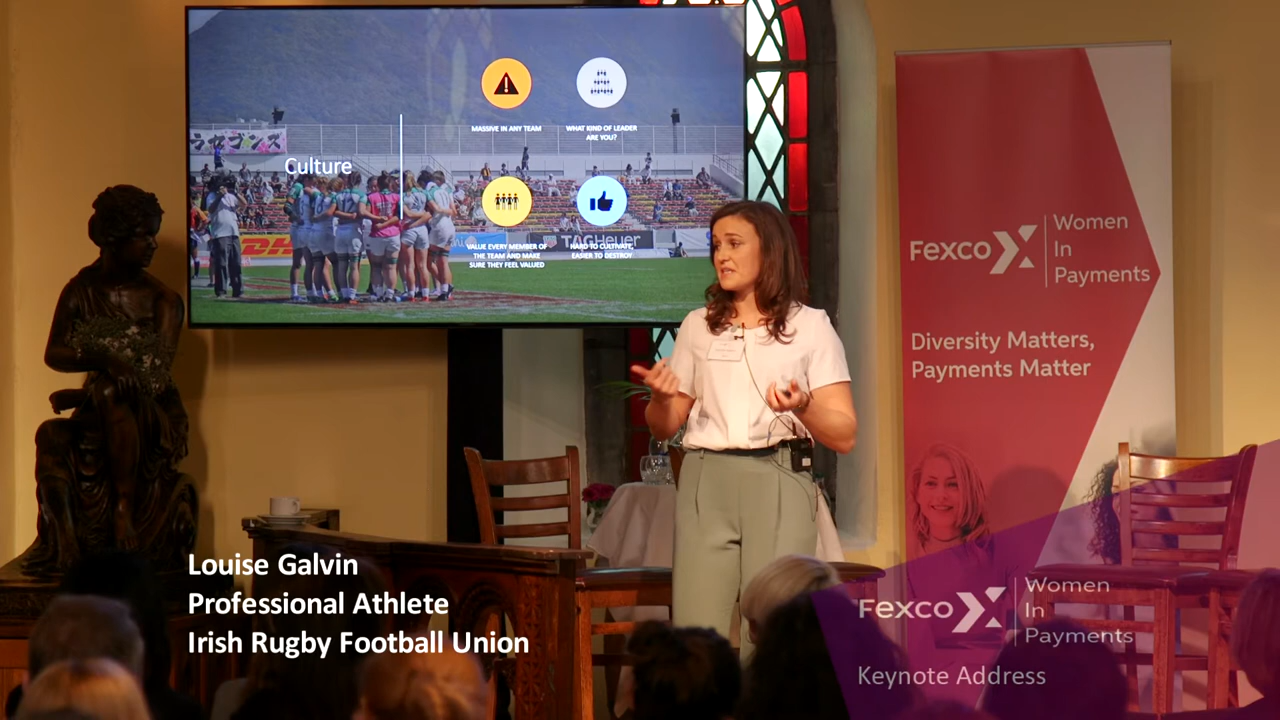 MASSIVE IN ANY TEAM
WHAT KIND OF LEADER
ARE YOU?
Culture
VALUE EVERY MEMBER OF
THE TEAM AND MAKE
SURE THEY FEEL VALUED
HARD TO CULTIVATE,
EASIER TO DESTROY
DHL
TAGHeuer
Fexco
Women
In
Payments
Diversity Matters,
Payments Matter
Louise Galvin
Professional Athlete
Irish Rugby Football Union
Fexco
Women
In
Payments
Keynote Address